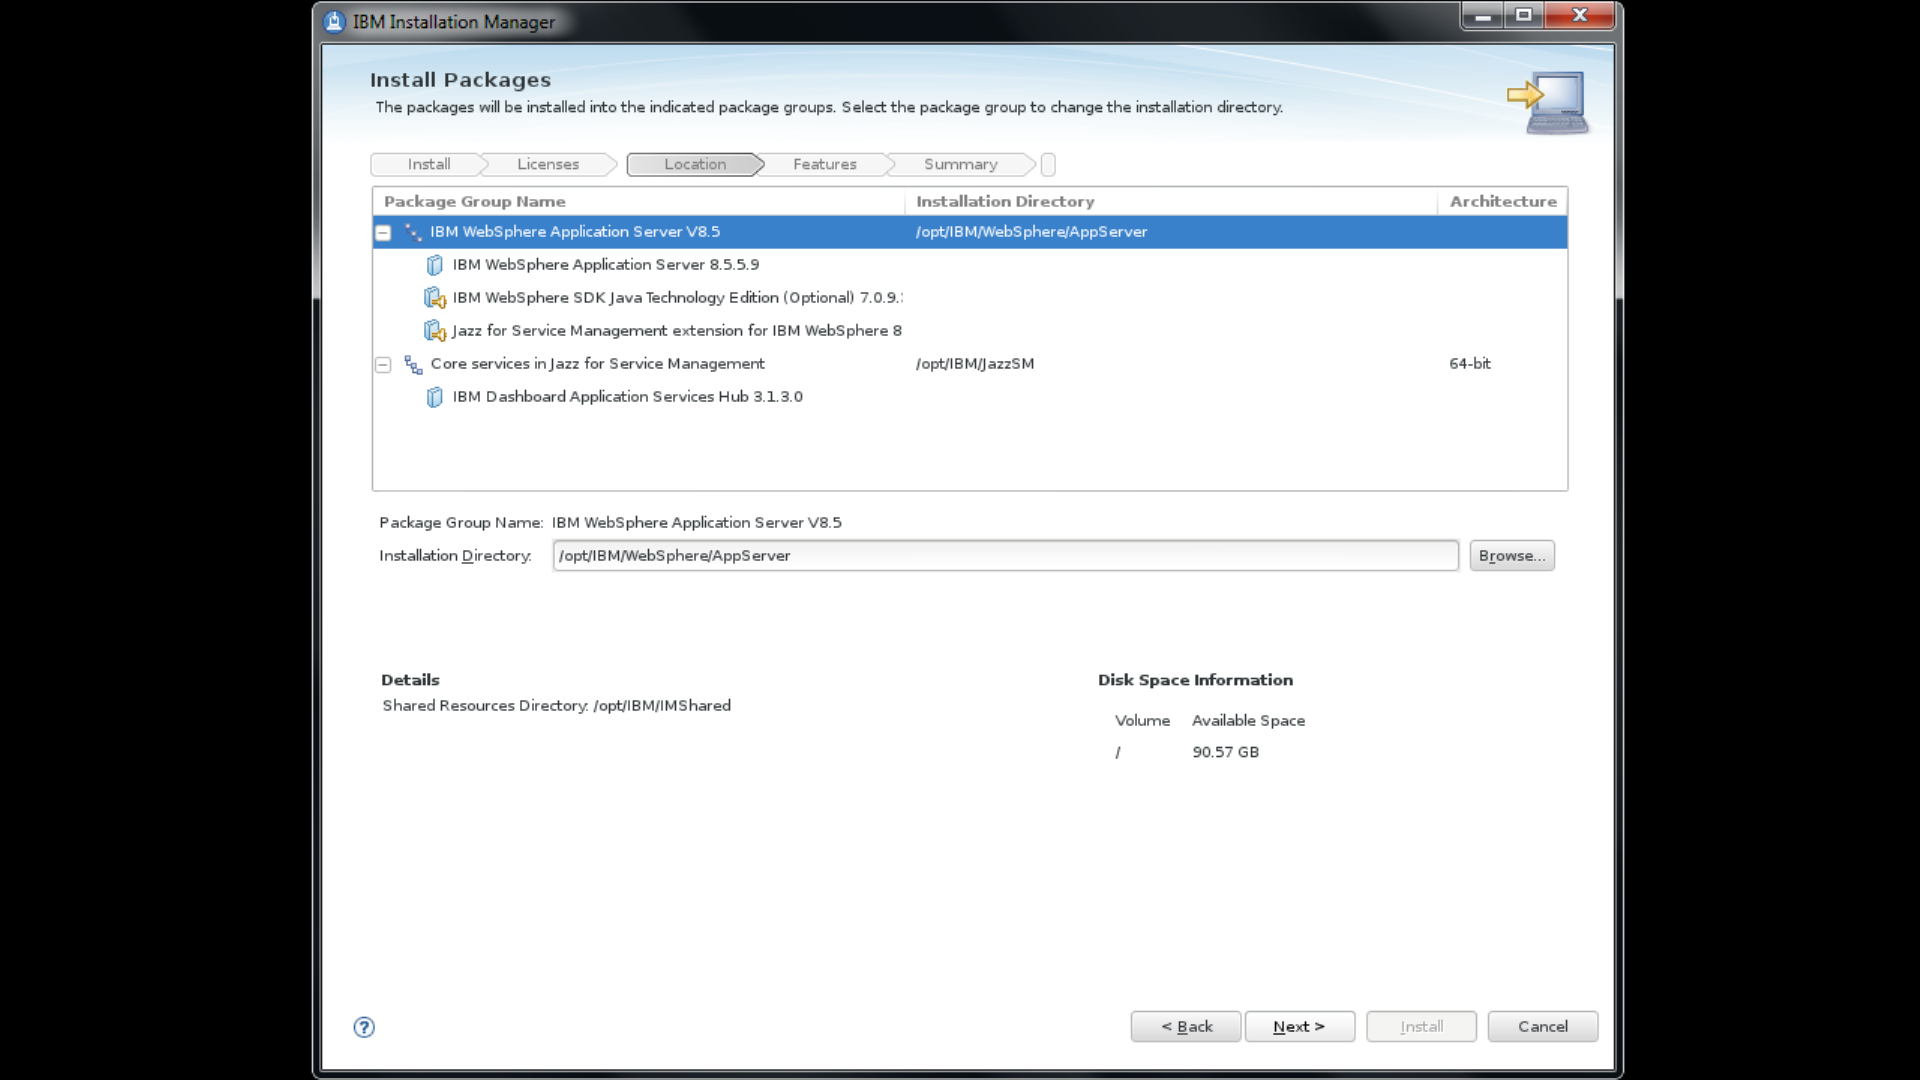 IBM Installation Manager
Install Packages
The packages will be installed into the indicated package groups. Select the package group to change the installation directory.
Install Licenses Location Features Summary
Package Group Name Installation Directory Architecture
IBM WebSphere Application Server V8.5 /opt/IBM/WebSphere/AppServer
IBM WebSphere Application Server 8.5.5.9
IBM WebSphere SDK Java Technology Edition (Optional) 7.0.9.
Jazz for Service Management extension for IBM WebSphere 8
Core services in Jazz for Service Management /opt/IBM/JazzSM 64-bit
IBM Dashboard Application Services Hub 3.1.3.0
Package Group Name: IBM WebSphere Application Server V8.5
Installation Directory: /opt/IBM/WebSphere/AppServer Browse...
Details Disk Space Information
Shared Resources Directory: /opt/IBM/IMShared
Volume Available Space
/ 90.57 GB
? < Back Next > Install Cancel